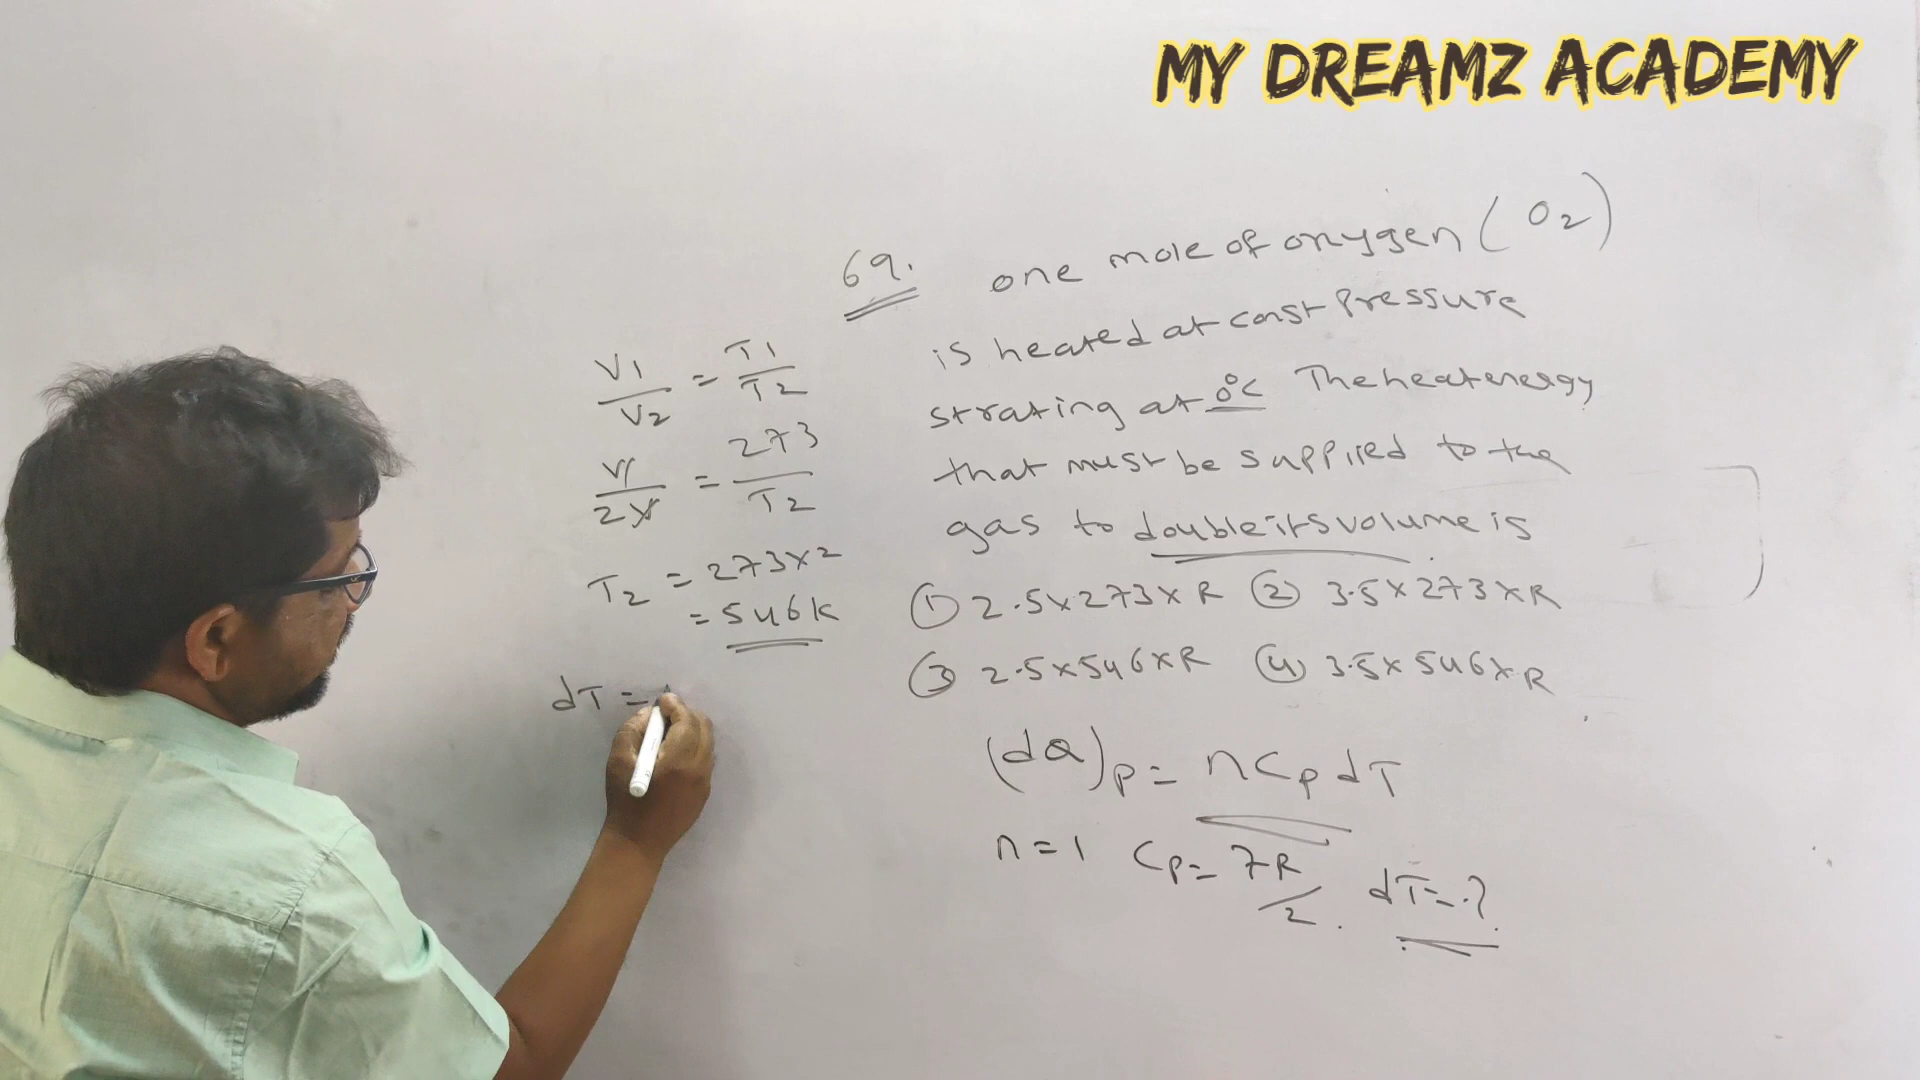 MY DREAMZ ACADEMY
69. one mole of oxygen (O2)
is heated at const pressure
strating at 0°C The heat energy
that must be supplied to the
gas to double its volume is
① 2.5×273×R ② 3.5×273×R
③ 2.5×546×R ④ 3.5×546×R
(dQ)p = nCp dT
n=1 Cp= 7R/2. dT=?
V1/V2 = T1/T2
V/2V = 273/T2
T2 = 273×2
= 546K
dT =